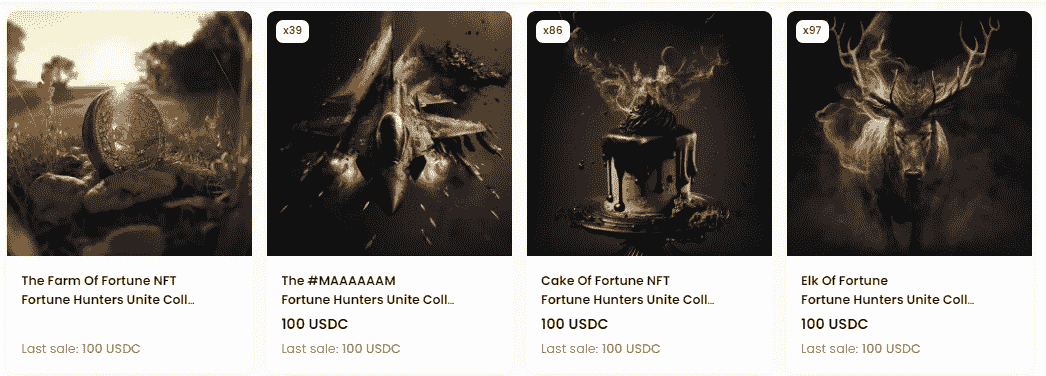 The Farm Of Fortune NFT
Fortune Hunters Unite Coll...
Last sale: 100 USDC
x39
The #MAAAAAAM
Fortune Hunters Unite Coll...
100 USDC
Last sale: 100 USDC
x86
Cake Of Fortune NFT
Fortune Hunters Unite Coll...
100 USDC
Last sale: 100 USDC
x97
Elk Of Fortune
Fortune Hunters Unite Coll...
100 USDC
Last sale: 100 USDC